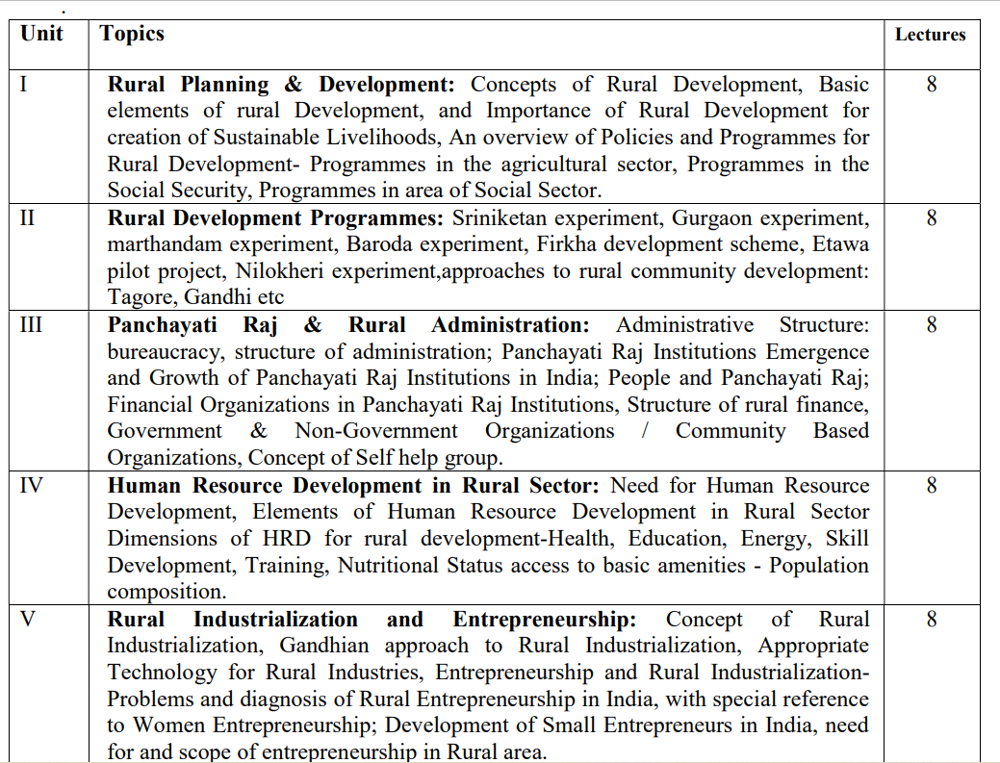 .
Unit Topics Lectures
I Rural Planning & Development: Concepts of Rural Development, Basic 8
elements of rural Development, and Importance of Rural Development for
creation of Sustainable Livelihoods, An overview of Policies and Programmes for
Rural Development- Programmes in the agricultural sector, Programmes in the
Social Security, Programmes in area of Social Sector.
II Rural Development Programmes: Sriniketan experiment, Gurgaon experiment, 8
marthandam experiment, Baroda experiment, Firkha development scheme, Etawa
pilot project, Nilokheri experiment,approaches to rural community development:
Tagore, Gandhi etc
III Panchayati Raj & Rural Administration: Administrative Structure: 8
bureaucracy, structure of administration; Panchayati Raj Institutions Emergence
and Growth of Panchayati Raj Institutions in India; People and Panchayati Raj;
Financial Organizations in Panchayati Raj Institutions, Structure of rural finance,
Government & Non-Government Organizations / Community Based
Organizations, Concept of Self help group.
IV Human Resource Development in Rural Sector: Need for Human Resource 8
Development, Elements of Human Resource Development in Rural Sector
Dimensions of HRD for rural development-Health, Education, Energy, Skill
Development, Training, Nutritional Status access to basic amenities - Population
composition.
V Rural Industrialization and Entrepreneurship: Concept of Rural 8
Industrialization, Gandhian approach to Rural Industrialization, Appropriate
Technology for Rural Industries, Entrepreneurship and Rural Industrialization-
Problems and diagnosis of Rural Entrepreneurship in India, with special reference
to Women Entrepreneurship; Development of Small Entrepreneurs in India, need
for and scope of entrepreneurship in Rural area.